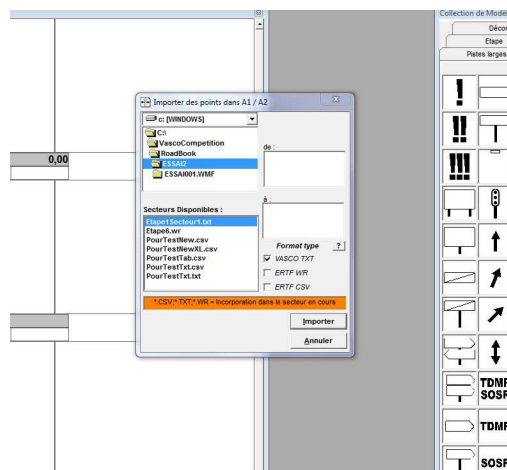 Collection de Modèl
Décor
Etape
Pistes larges
Importer des points dans A1 / A2
c: [WINDOWS]
C:\
VascoCompetition
RoadBook
ESSAI2
ESSAI001.WMF
de :
0,00
à :
Secteurs Disponibles :
Etape1Secteur1.txt
Etape6.wr
PourTestNew.csv
PourTestNewXL.csv
PourTestTab.csv
PourTestTxt.csv
PourTestTxt.txt
Format type
?
VASCO TXT
ERTF WR
ERTF CSV
*.CSV;*.TXT;*.WR = Incorporation dans le secteur en cours
Importer
Annuler
TDMF
SOSF
TDMF
SOSF